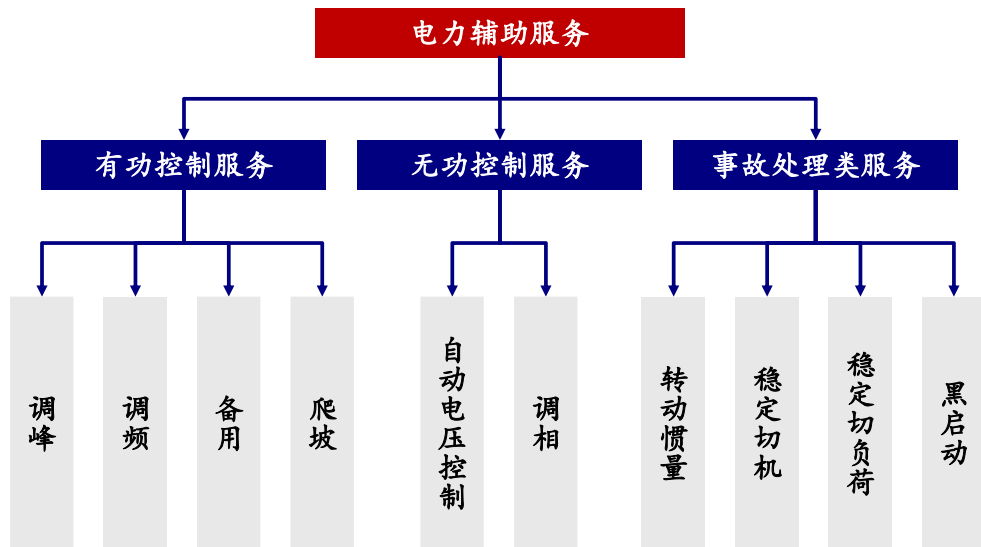 电力辅助服务
有功控制服务
无功控制服务
事故处理类服务
调峰
调频
备用
爬坡
自动电压控制
调相
转动惯量
稳定切机
稳定切负荷
黑启动